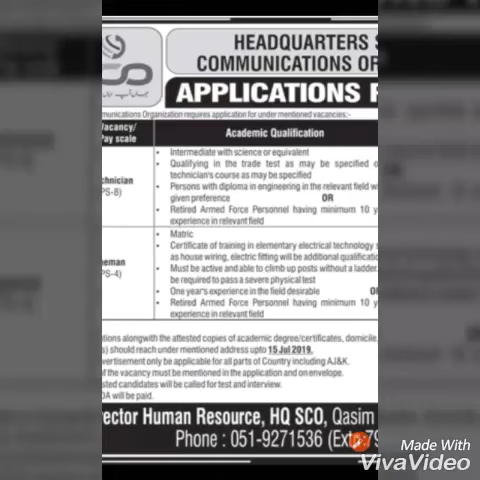 HEADQUARTERS S
COMMUNICATIONS OR
CO
APPLICATIONS
mmunications Organization requires application for under mentioned vacancies:-
Vacancy/
Pay scale
Academic Qualification
chnician
PS-8)
• Intermediate with science or equivalent
• Qualifying in the trade test as may be specified
technician's course as may be specified
• Persons with diploma in engineering in the relevant field
given preference OR
• Retired Armed Force Personnel having minimum 10 y
experience in relevant field
neman
PS-4)
• Matric
• Certificate of training in elementary electrical technology
as house wiring, electric fitting will be additional qualificatio
• Must be active and able to climb up posts without a ladder.
be required to pass a severe physical test
• One year's experience in the field desirable
• Retired Armed Force Personnel having minimum 10 y
experience in relevant field
tions alongwith the attested copies of academic degree/certificates, domicile,
s) should reach under mentioned address upto 15 Jul 2019.
vertisement only be applicable for all parts of Country including AJ&K.
of the vacancy must be mentioned in the application and on envelope.
sted candidates will be called for test and interview.
DA will be paid.
ector Human Resource, HQ SCO, Qasim
Phone : 051-9271536 (Ext: 79
Made With
VivaVideo